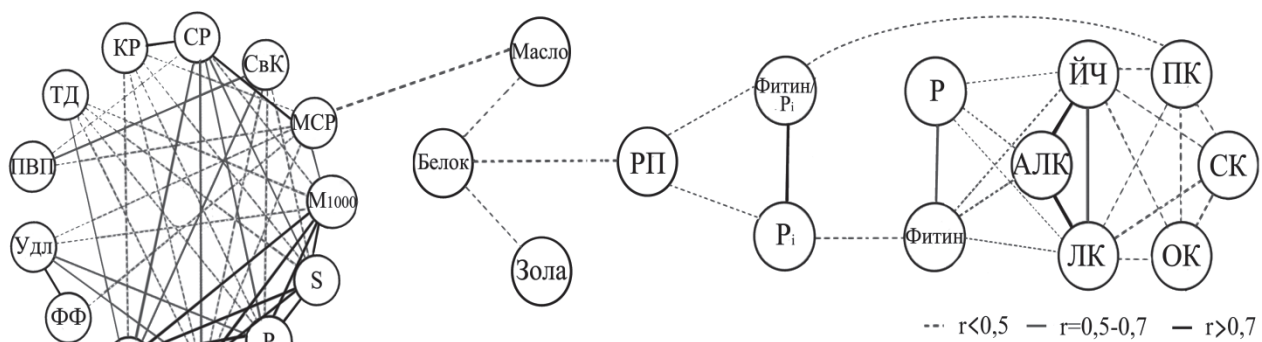 КР
СР
СвК
ТД
МСР
ПВП
М1000
Удл
S
ФФ
P
Масло
Белок
Зола
РП
Фитин/
Pi
Pi
Р
Фитин
ЙЧ
АЛК
ЛК
ПК
СК
ОК
r<0,5
r=0,5-0,7
r>0,7